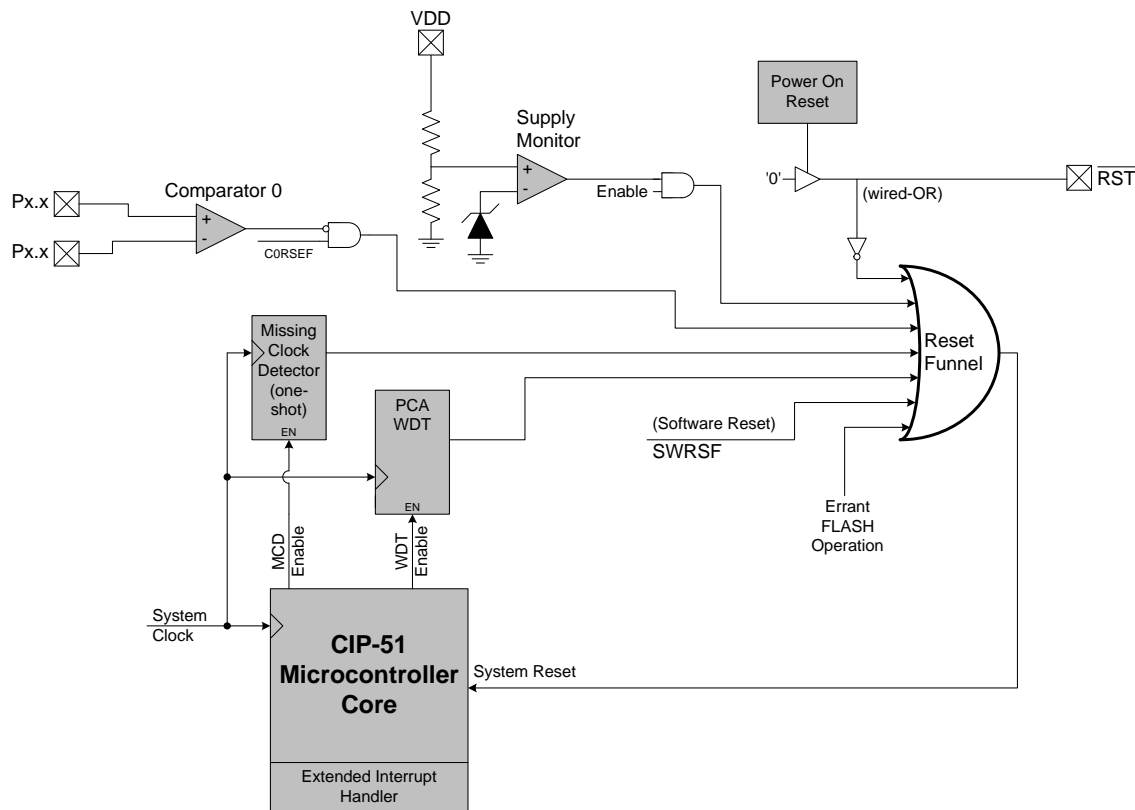 VDD
Power On
Reset
Supply
Monitor
+
-
Enable
'0'
(wired-OR)
RST
Comparator 0
Px.x
Px.x
+
-
C0RSEF
Missing
Clock
Detector
(one-
shot)
EN
PCA
WDT
EN
Reset
Funnel
(Software Reset)
SWRSF
Errant
FLASH
Operation
MCD
Enable
WDT
Enable
System
Clock
CIP-51
Microcontroller
Core
System Reset
Extended Interrupt
Handler